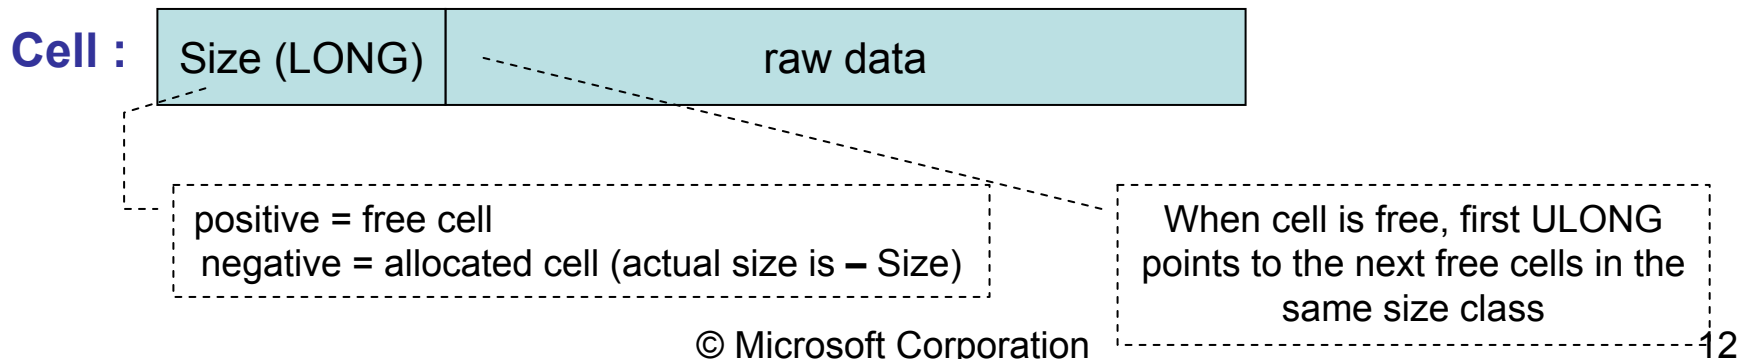 Cell :
Size (LONG)
raw data
positive = free cell
negative = allocated cell (actual size is – Size)
When cell is free, first ULONG
points to the next free cells in the
same size class
© Microsoft Corporation
12